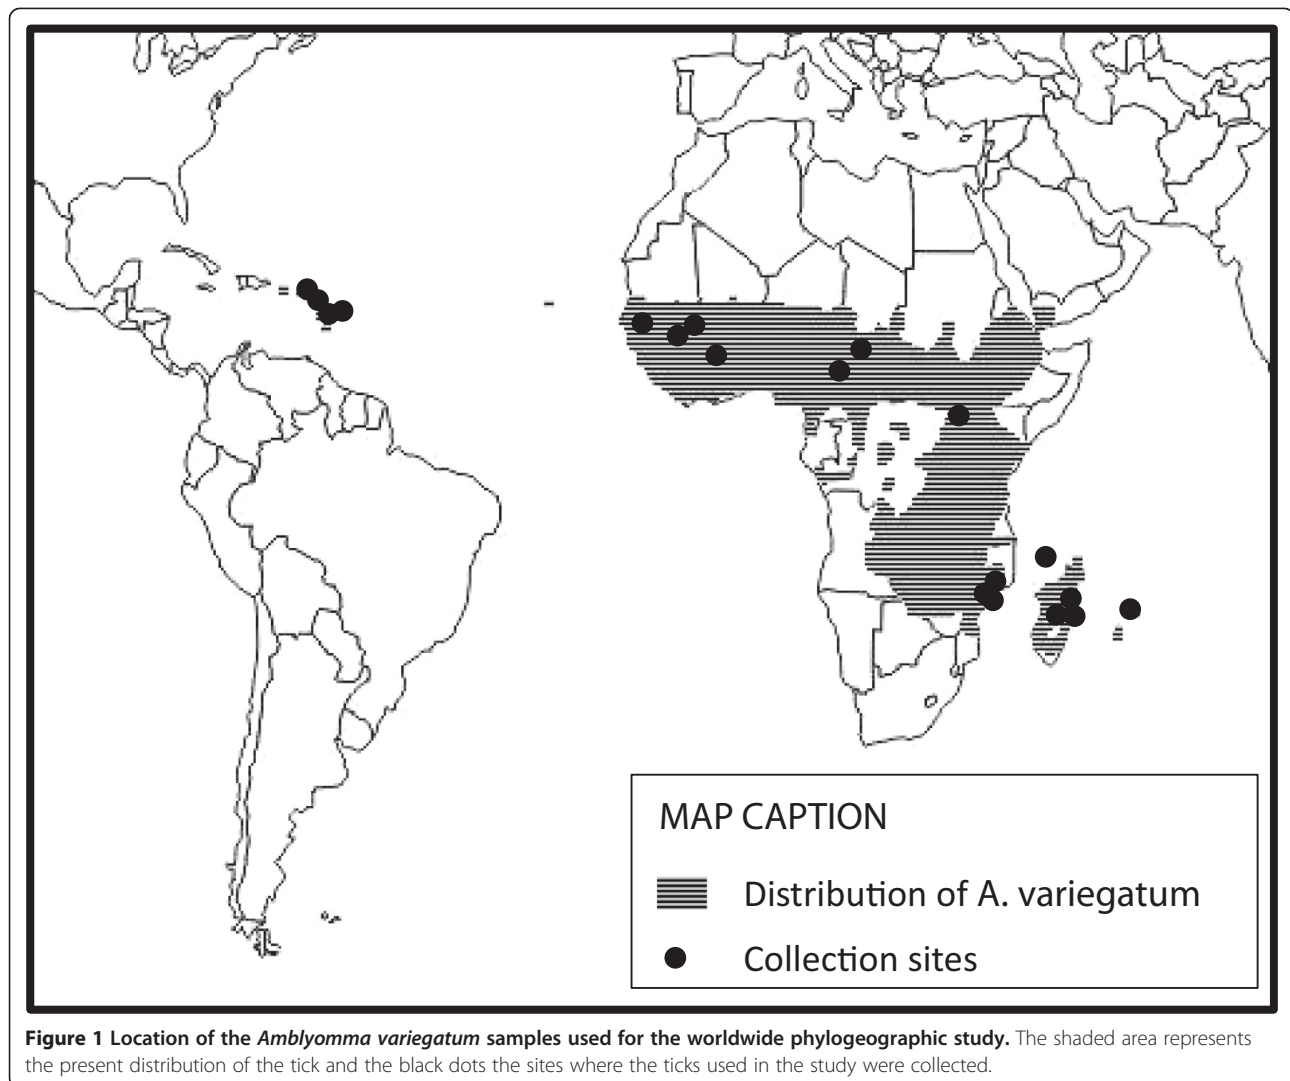 MAP CAPTION
Distribution of A. variegatum
Collection sites
Figure 1 Location of the Amblyomma variegatum samples used for the worldwide phylogeographic study. The shaded area represents
the present distribution of the tick and the black dots the sites where the ticks used in the study were collected.